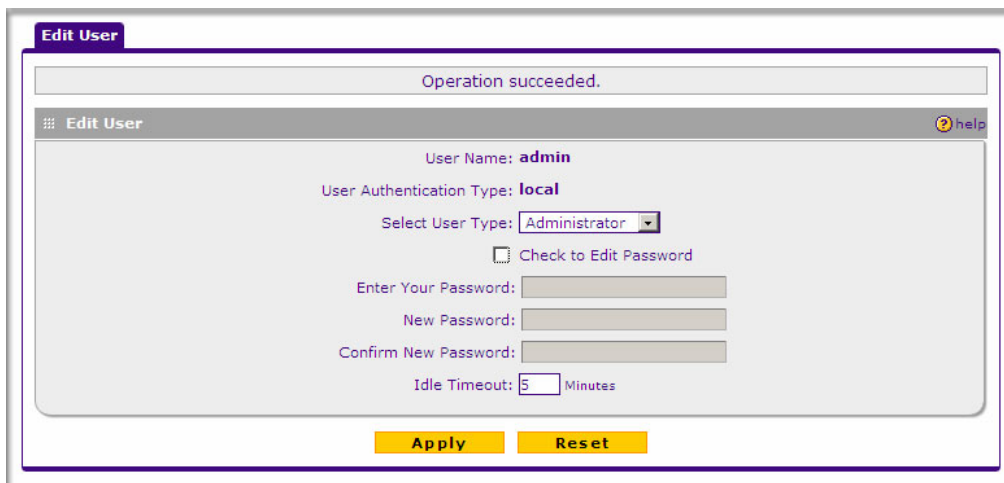 Edit User
Operation succeeded.
Edit User
help
User Name: admin
User Authentication Type: local
Select User Type: Administrator
Check to Edit Password
Enter Your Password:
New Password:
Confirm New Password:
Idle Timeout: 5 Minutes
Apply Reset